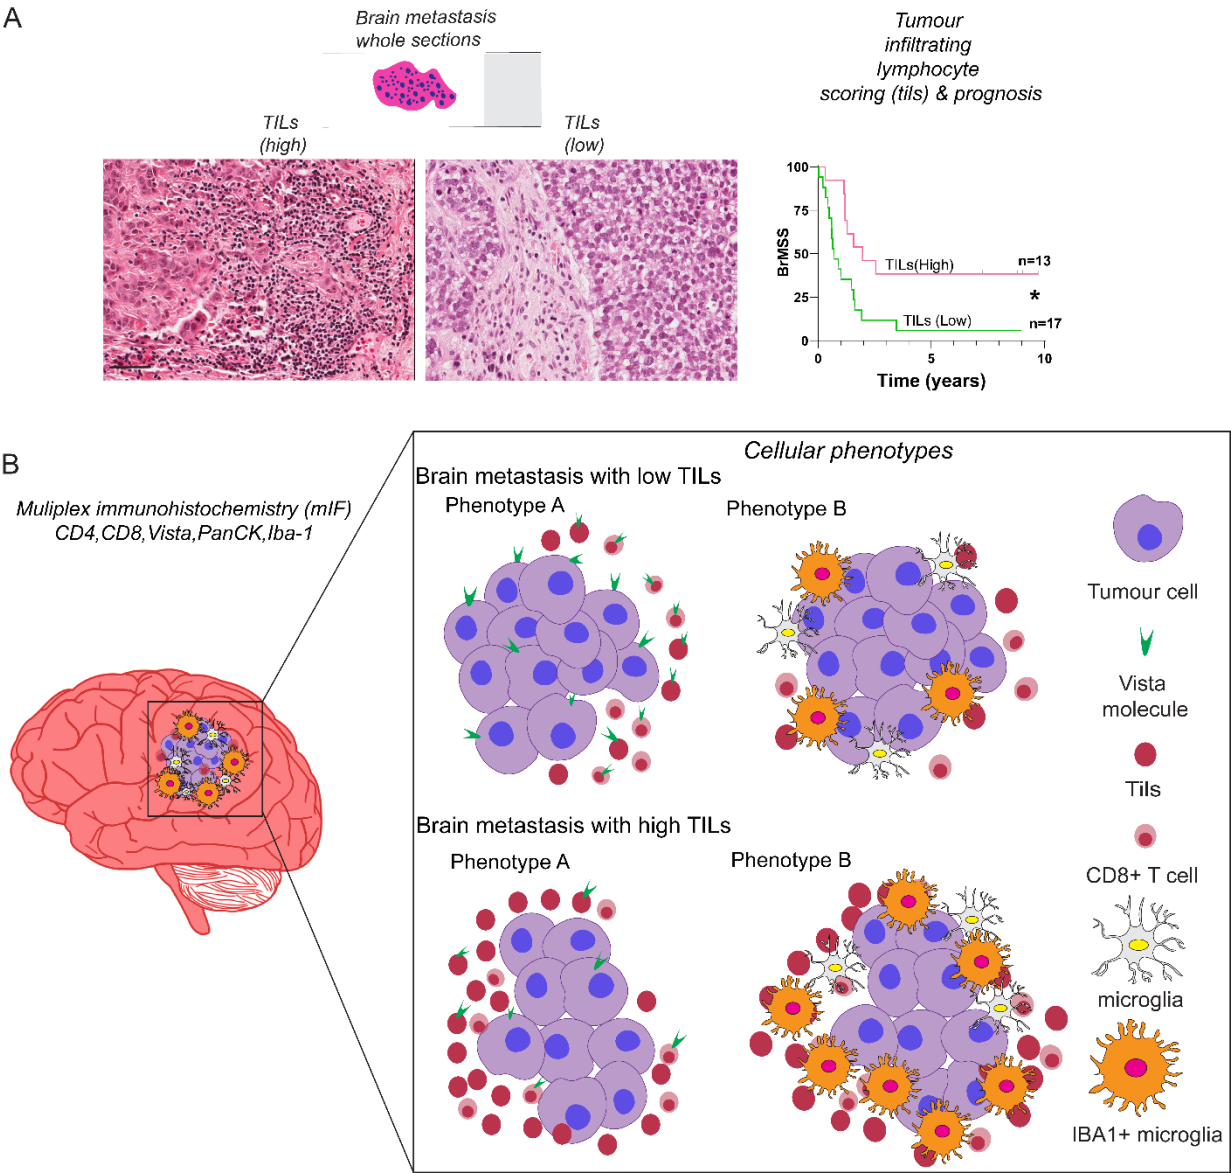 A
Brain metastasis
whole sections
Tumour
infiltrating
lymphocyte
scoring (tils) & prognosis
TILs
(high)
TILs
(low)
100
75
50
25
0
BrMSS
TILs(High)
n=13
*
TILs (Low)
n=17
0
5
10
Time (years)
B
Muliplex immunohistochemistry (mIF)
CD4,CD8,Vista,PanCK,Iba-1
Cellular phenotypes
Brain metastasis with low TILs
Phenotype A
Phenotype B
Tumour cell
Vista
molecule
Tils
CD8+ T cell
microglia
IBA1+ microglia
Brain metastasis with high TILs
Phenotype A
Phenotype B